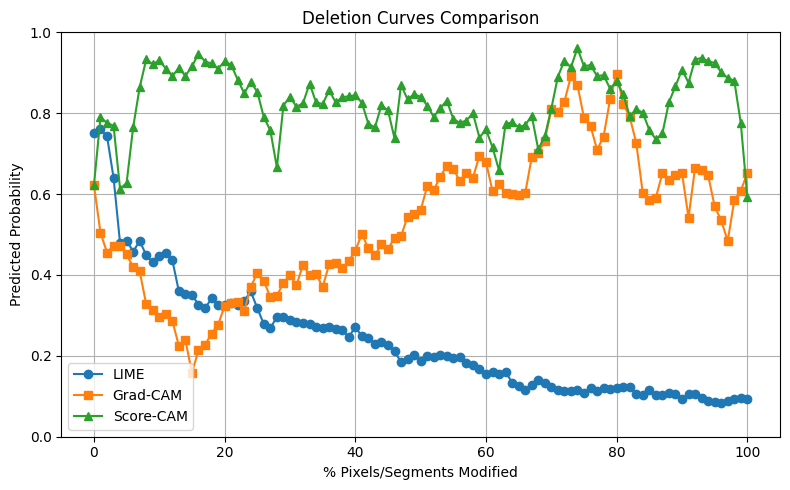 Deletion Curves Comparison
Predicted Probability
1.0
0.8
0.6
0.4
0.2
0.0
LIME
Grad-CAM
Score-CAM
0 20 40 60 80 100
% Pixels/Segments Modified